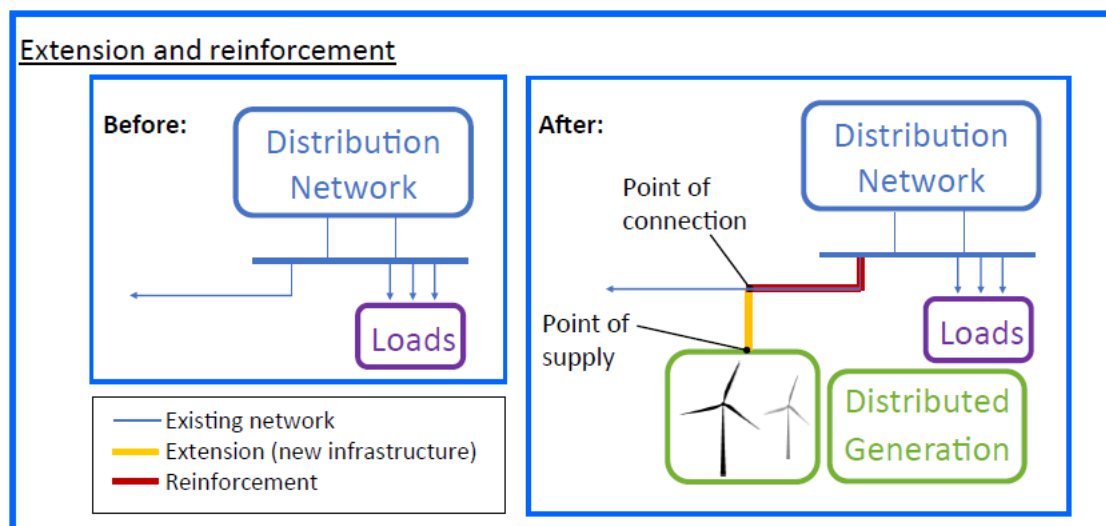 Extension and reinforcement
Before:
Distribution
Network
Loads
Existing network
Extension (new infrastructure)
Reinforcement
After:
Distribution
Network
Point of
connection
Point of
supply
Loads
Distributed
Generation